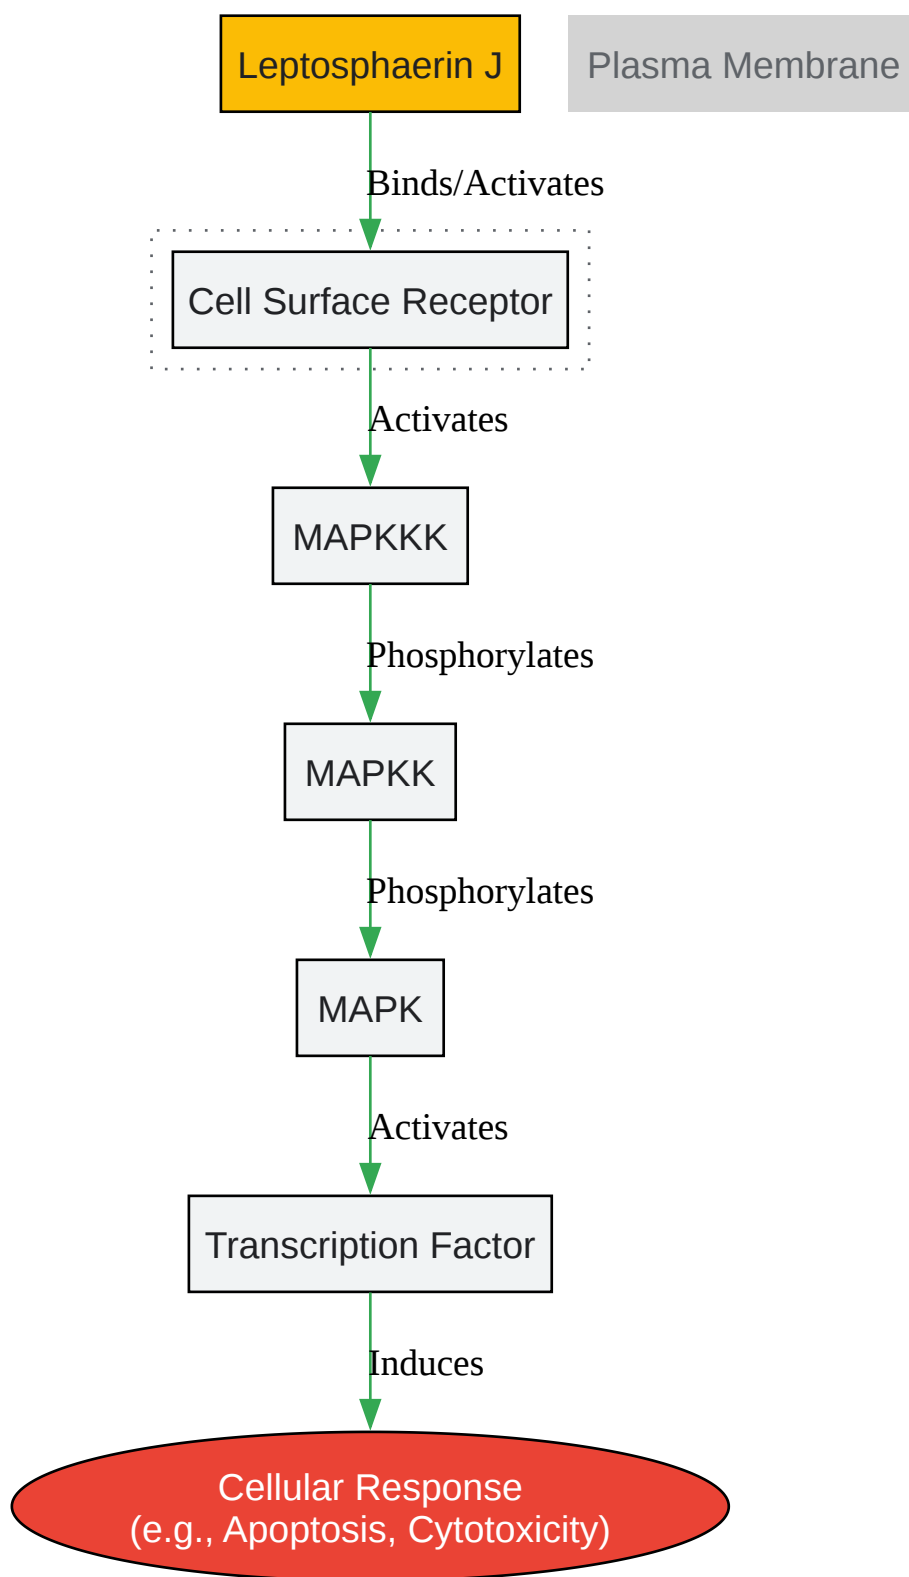 Leptosphaerin J
Plasma Membrane
Binds/Activates
Cell Surface Receptor
Activates
MAPKKK
Phosphorylates
MAPKK
Phosphorylates
MAPK
Activates
Transcription Factor
Induces
Cellular Response
(e.g., Apoptosis, Cytotoxicity)